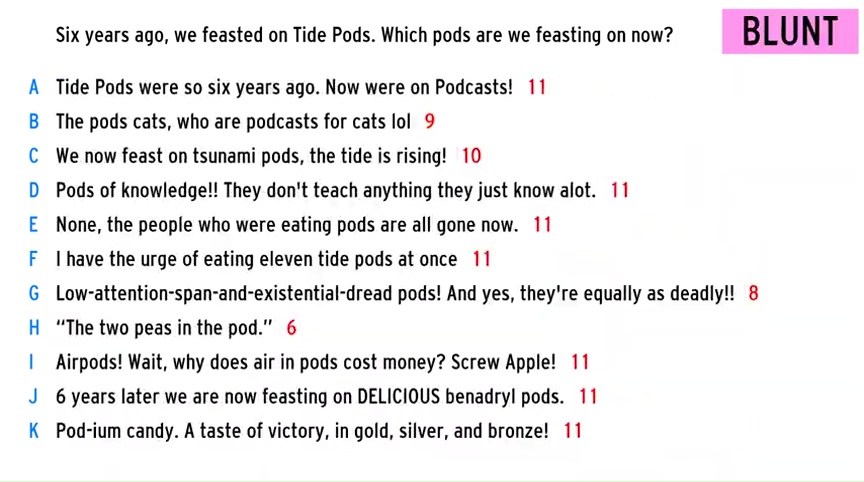 Six years ago, we feasted on Tide Pods. Which pods are we feasting on now?
BLUNT
A Tide Pods were so six years ago. Now were on Podcasts! 11
B The pods cats, who are podcasts for cats lol 9
C We now feast on tsunami pods, the tide is rising! 10
D Pods of knowledge!! They don't teach anything they just know alot. 11
E None, the people who were eating pods are all gone now. 11
F I have the urge of eating eleven tide pods at once 11
G Low-attention-span-and-existential-dread pods! And yes, they're equally as deadly!! 8
H “The two peas in the pod.” 6
I Airpods! Wait, why does air in pods cost money? Screw Apple! 11
J 6 years later we are now feasting on DELICIOUS benadryl pods. 11
K Pod-ium candy. A taste of victory, in gold, silver, and bronze! 11